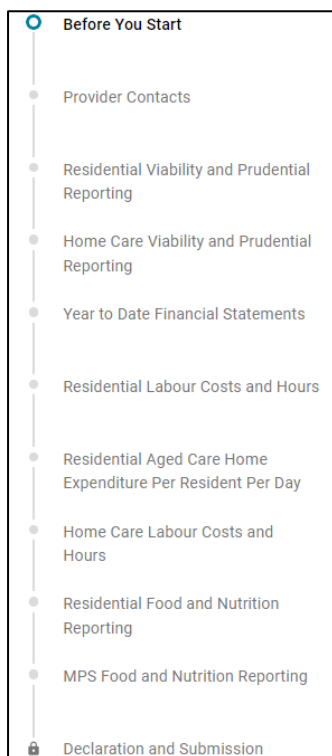 Before You Start
Provider Contacts
Residential Viability and Prudential
Reporting
Home Care Viability and Prudential
Reporting
Year to Date Financial Statements
Residential Labour Costs and Hours
Residential Aged Care Home
Expenditure Per Resident Per Day
Home Care Labour Costs and
Hours
Residential Food and Nutrition
Reporting
MPS Food and Nutrition Reporting
Declaration and Submission